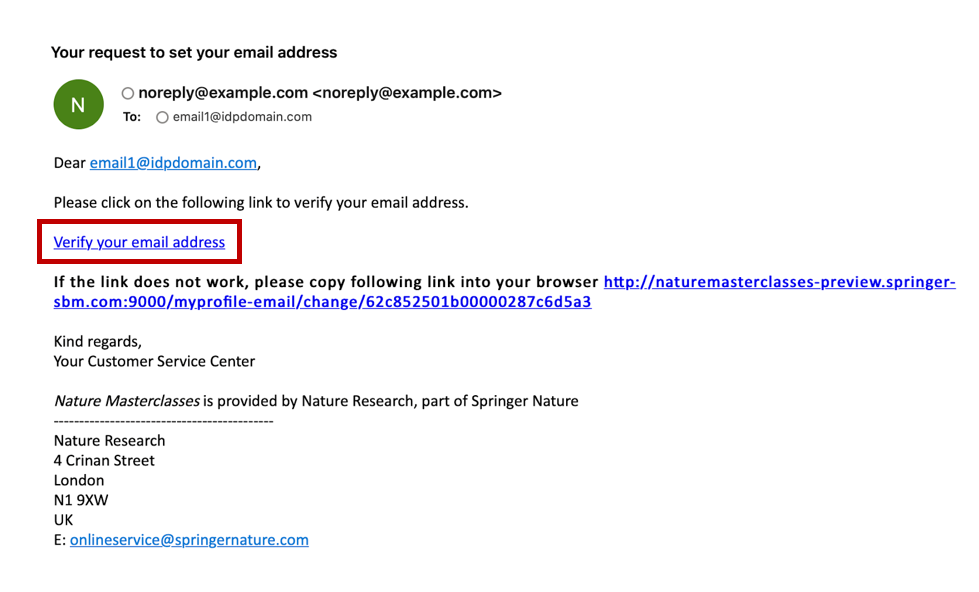 Your request to set your email address
N
noreply@example.com <noreply@example.com>
To: email1@idpdomain.com
Dear email1@idpdomain.com,
Please click on the following link to verify your email address.
Verify your email address
If the link does not work, please copy following link into your browser http://naturemasterclasses-preview.springer-
sbm.com:9000/myprofile-email/change/62c852501b00000287c6d5a3
Kind regards,
Your Customer Service Center
Nature Masterclasses is provided by Nature Research, part of Springer Nature
-------------------------------------------
Nature Research
4 Crinan Street
London
N1 9XW
UK
E: onlineservice@springernature.com